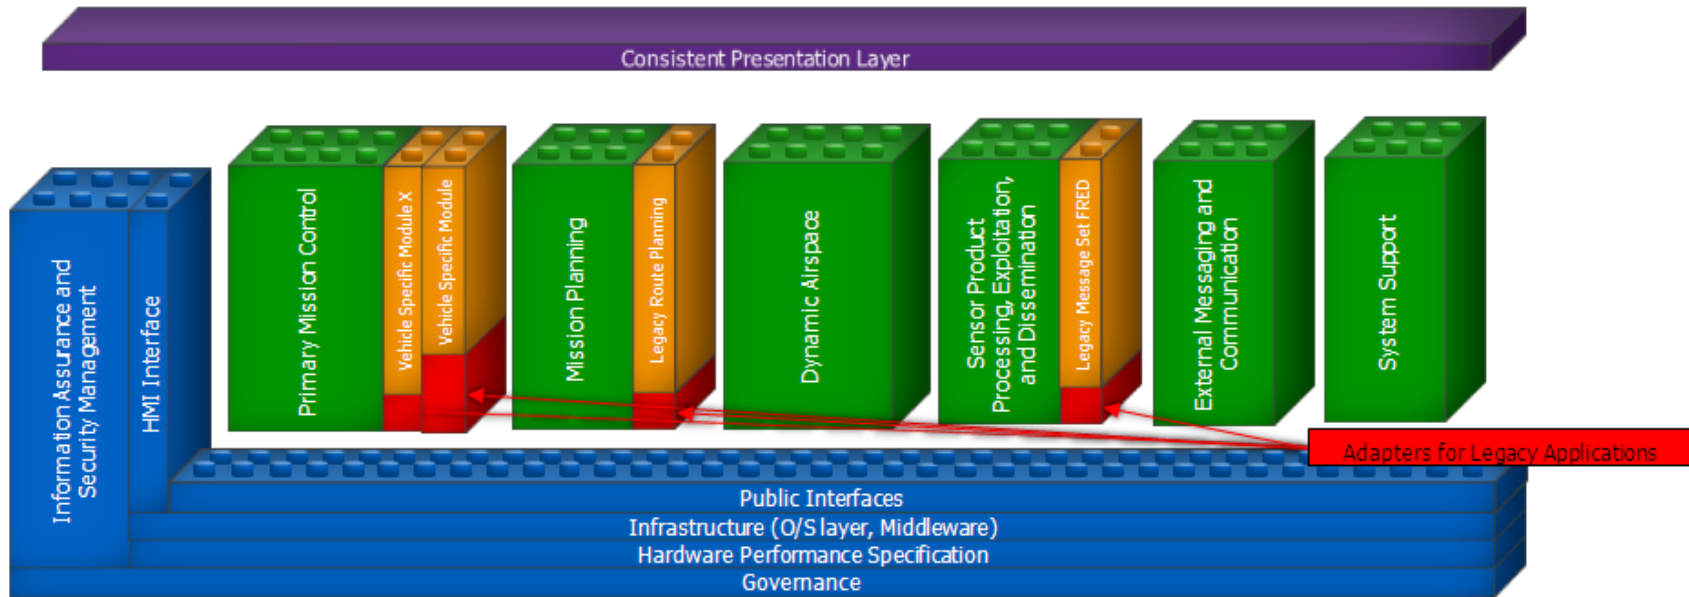 Consistent Presentation Layer
Information Assurance and
Security Management
HMI Interface
Primary Mission Control
Vehicle Specific Module X
Vehicle Specific Module
Mission Planning
Legacy Route Planning
Dynamic Airspace
Sensor Product
Processing, Exploitation,
and Dissemination
Legacy Message Set FRED
External Messaging and
Communication
System Support
Adapters for Legacy Applications
Public Interfaces
Infrastructure (O/S layer, Middleware)
Hardware Performance Specification
Governance